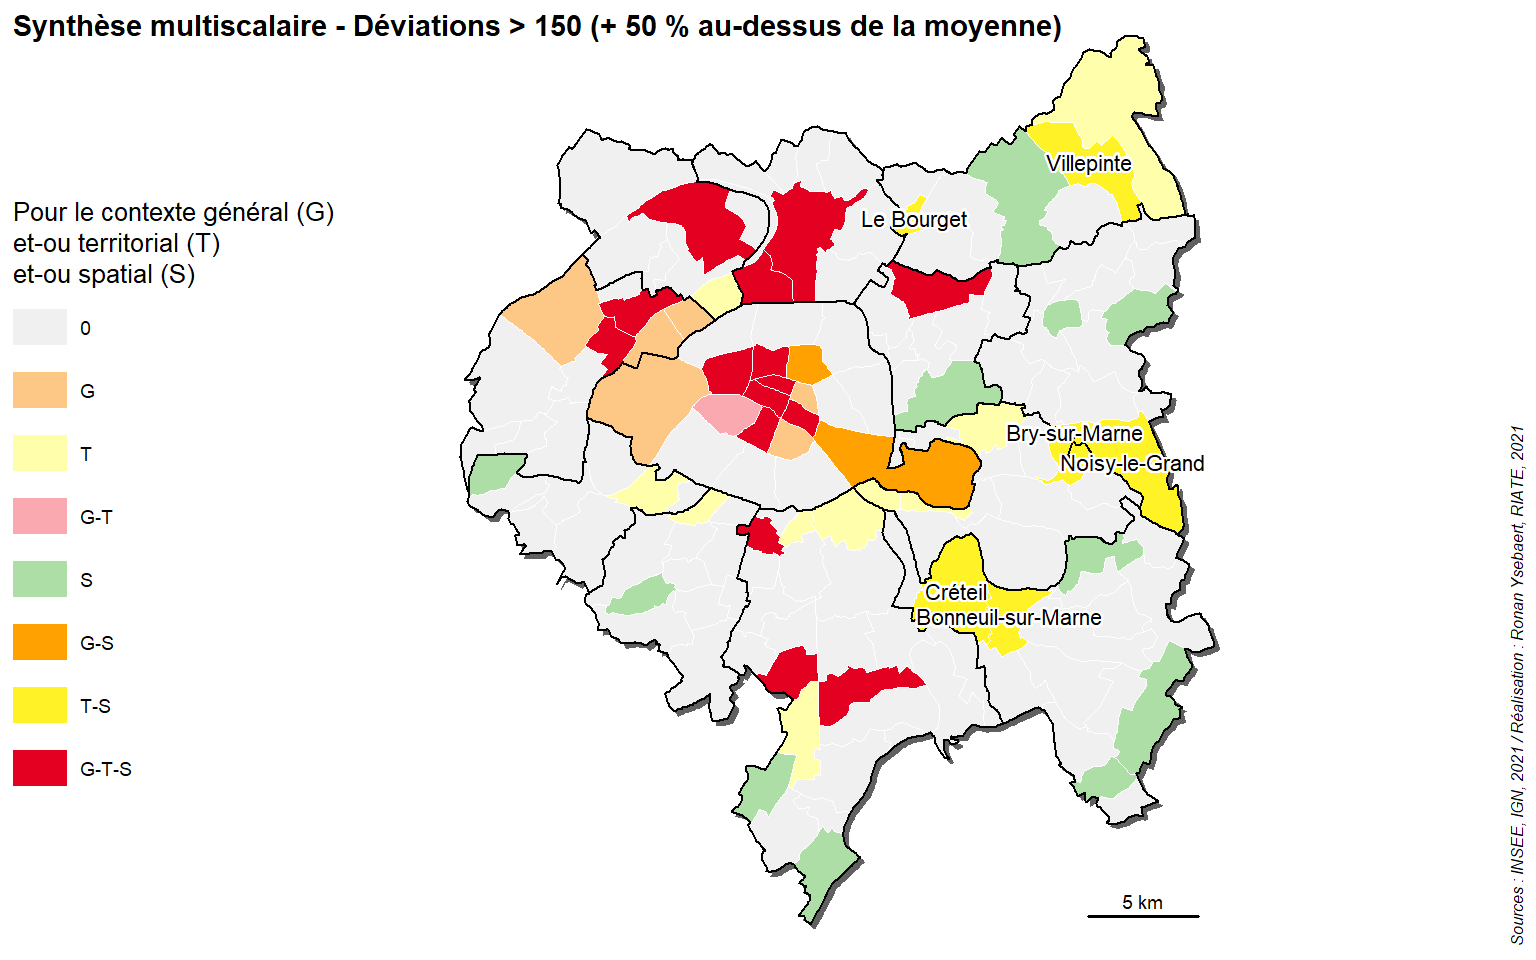 Synthèse multiscalaire - Déviations > 150 (+ 50 % au-dessus de la moyenne)
Pour le contexte général (G)
et-ou territorial (T)
et-ou spatial (S)
0
G
T
G-T
S
G-S
T-S
G-T-S
Villepinte
Le Bourget
Bry-sur-Marne
Noisy-le-Grand
Créteil
Bonneuil-sur-Marne
5 km
Sources : INSEE, IGN, 2021 / Réalisation : Ronan Ysebaert, RIATE, 2021